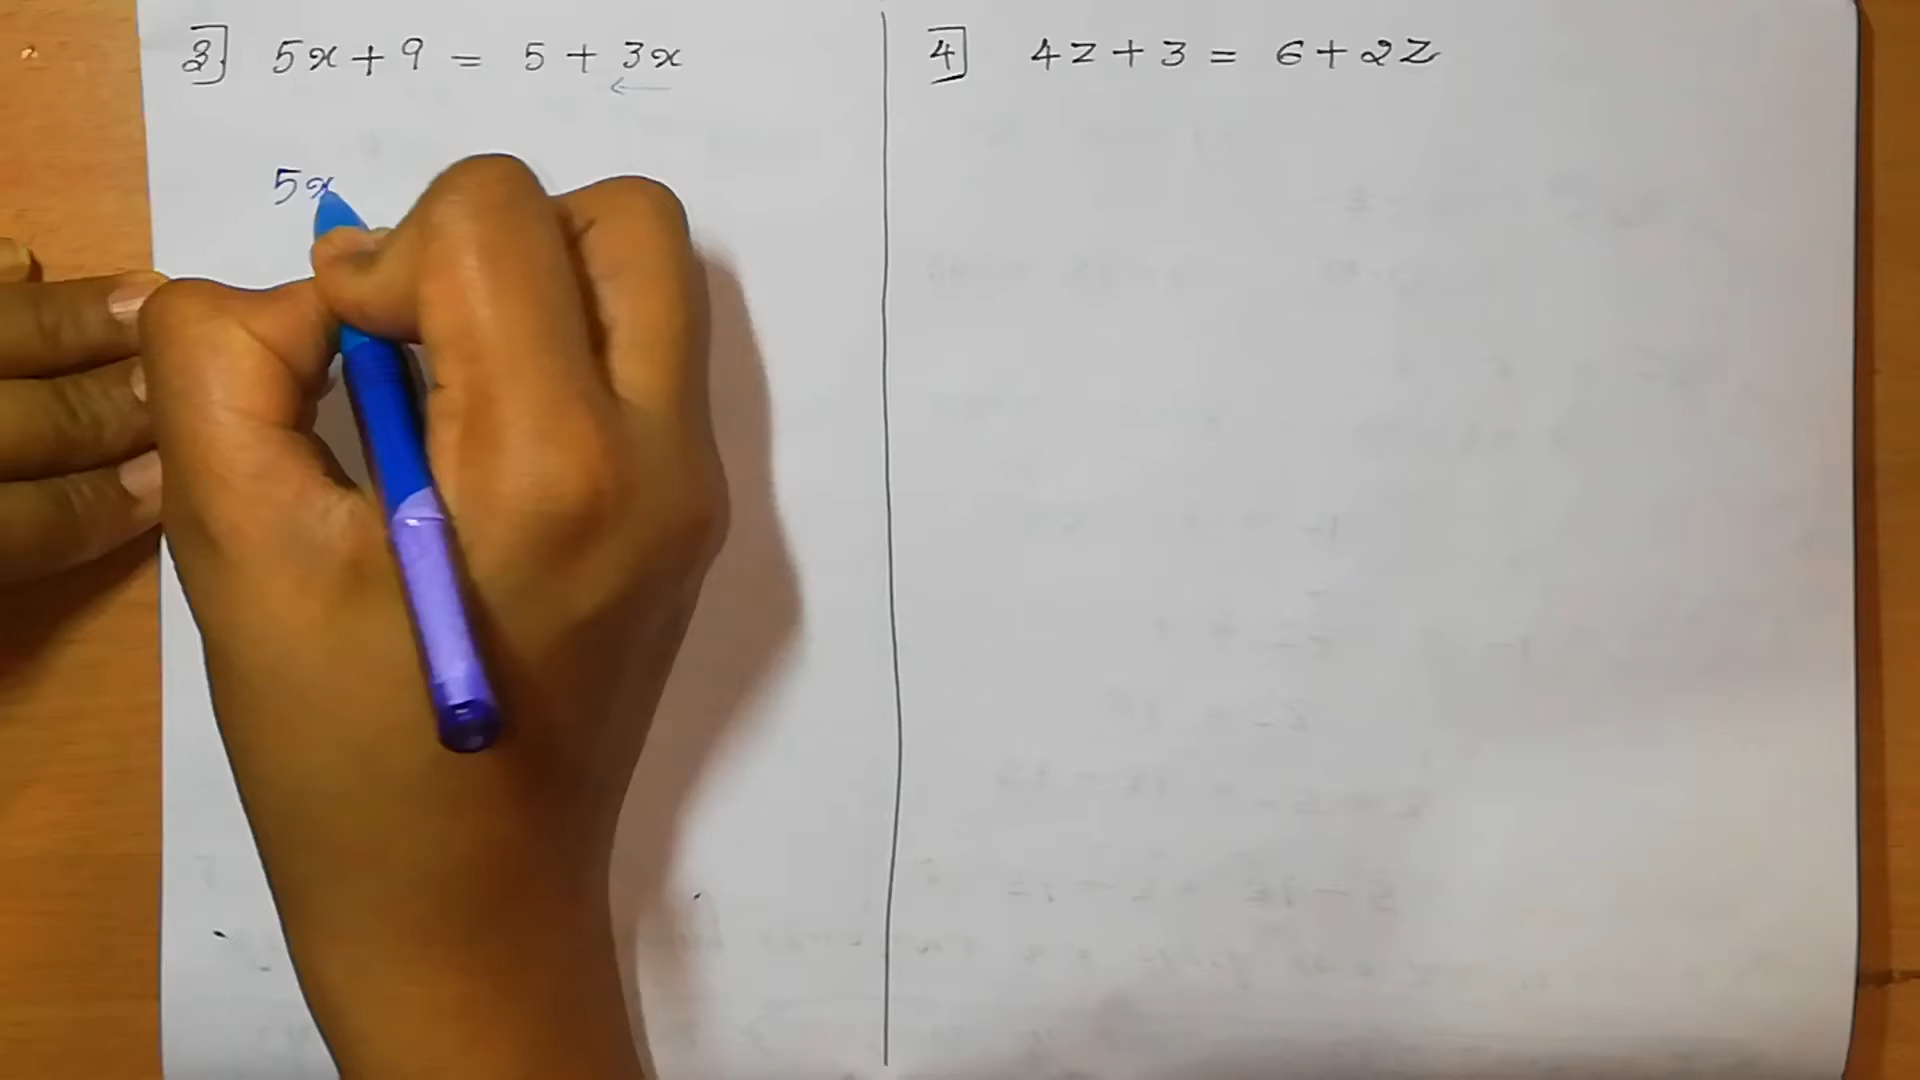 3] 5x + 9 = 5 + 3x
5x
4] 4z + 3 = 6 + 2z